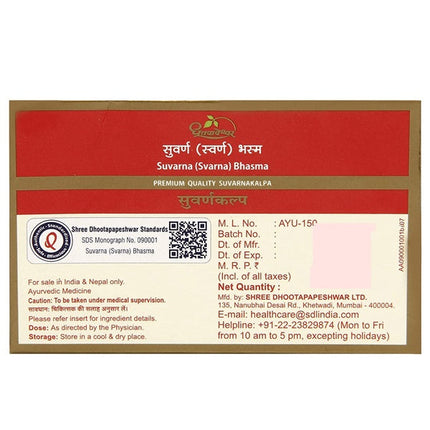 धूतपापेश्वर
सुवर्ण (स्वर्ण) भस्म
Suvarna (Svarna) Bhasma
PREMIUM QUALITY SUVARNAKALPA
सुवर्णकल्प
Shree Dhootapapeshwar Standards
SDS Monograph No. 090001
Suvarna (Svarna) Bhasma
For sale in India & Nepal only.
Ayurvedic Medicine
Caution: To be taken under medical supervision.
सावधान: चिकित्सक की सलाह अनुसार लें।
Please refer insert for ingredient details.
Dose: As directed by the Physician.
Storage: Store in a cool & dry place.
M. L. No. : AYU-150
Batch No. :
Dt. of Mfr. :
Dt. of Exp. :
M. R. P. ₹ :
(Incl. of all taxes)
Net Quantity :
Mfd. by: SHREE DHOOTAPAPESHWAR LTD.
135, Nanubhai Desai Rd., Khetwadi, Mumbai - 400004.
E-mail: healthcare@sdlindia.com
Helpline: +91-22-23829874 (Mon to Fri
from 10 am to 5 pm, excepting holidays)
AA090001001b-07